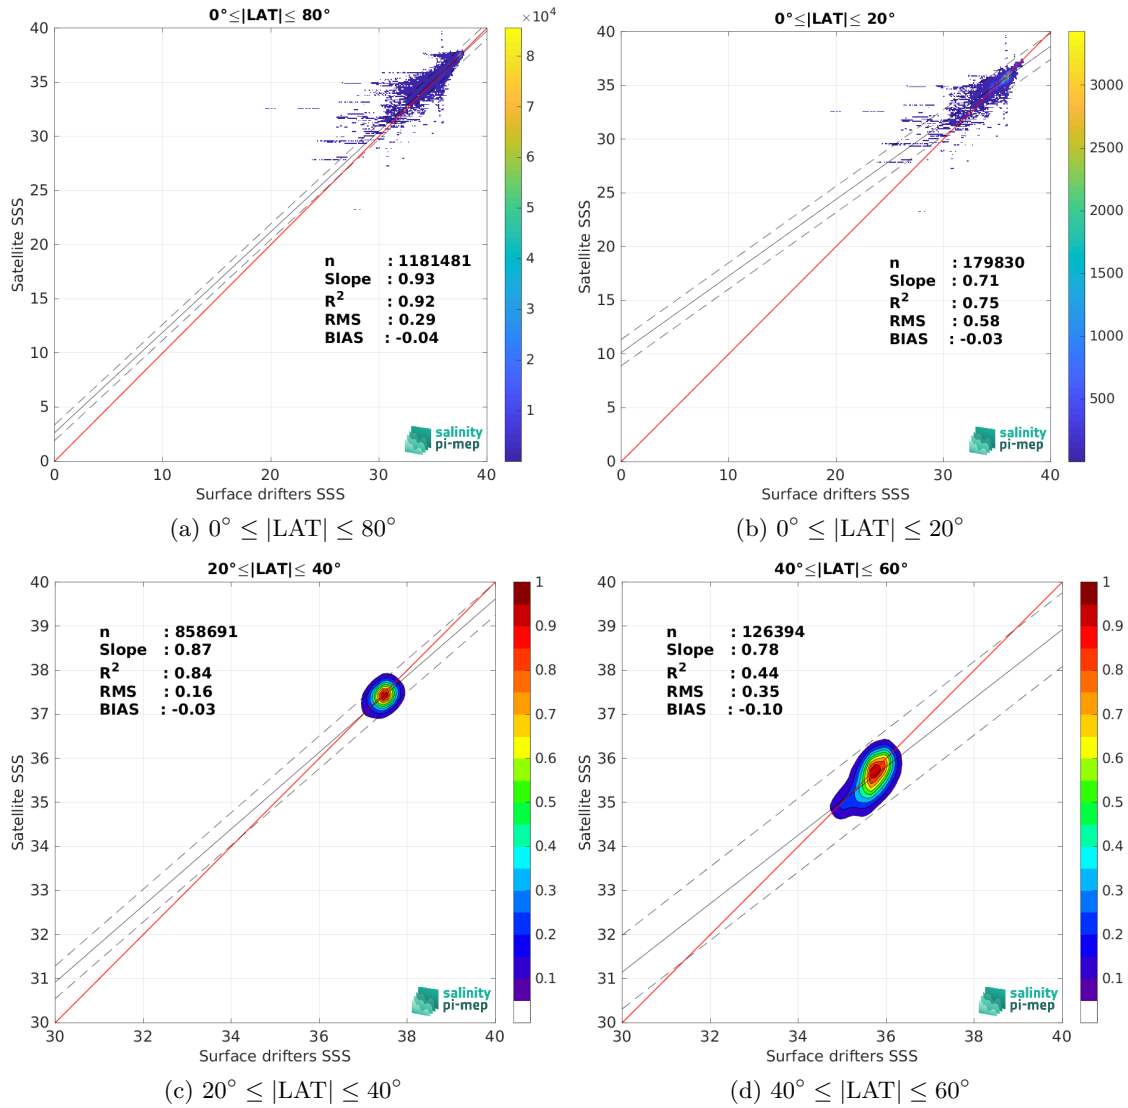 0°≤|LAT|≤ 80°
×10⁴
40
35
30
25
20
15
10
5
0
0
10
20
30
40
Satellite SSS
Surface drifters SSS
n : 1181481
Slope : 0.93
R² : 0.92
RMS : 0.29
BIAS : -0.04
salinity
pi-mep
8
7
6
5
4
3
2
1
(a) 0° ≤ |LAT| ≤ 80°
0°≤|LAT|≤ 20°
40
35
30
25
20
15
10
5
0
0
10
20
30
40
Satellite SSS
Surface drifters SSS
n : 179830
Slope : 0.71
R² : 0.75
RMS : 0.58
BIAS : -0.03
salinity
pi-mep
3000
2500
2000
1500
1000
500
(b) 0° ≤ |LAT| ≤ 20°
20°≤|LAT|≤ 40°
40
39
38
37
36
35
34
33
32
31
30
30
32
34
36
38
40
Satellite SSS
Surface drifters SSS
n : 858691
Slope : 0.87
R² : 0.84
RMS : 0.16
BIAS : -0.03
salinity
pi-mep
1
0.9
0.8
0.7
0.6
0.5
0.4
0.3
0.2
0.1
(c) 20° ≤ |LAT| ≤ 40°
40°≤|LAT|≤ 60°
40
39
38
37
36
35
34
33
32
31
30
30
32
34
36
38
40
Satellite SSS
Surface drifters SSS
n : 126394
Slope : 0.78
R² : 0.44
RMS : 0.35
BIAS : -0.10
salinity
pi-mep
1
0.9
0.8
0.7
0.6
0.5
0.4
0.3
0.2
0.1
(d) 40° ≤ |LAT| ≤ 60°